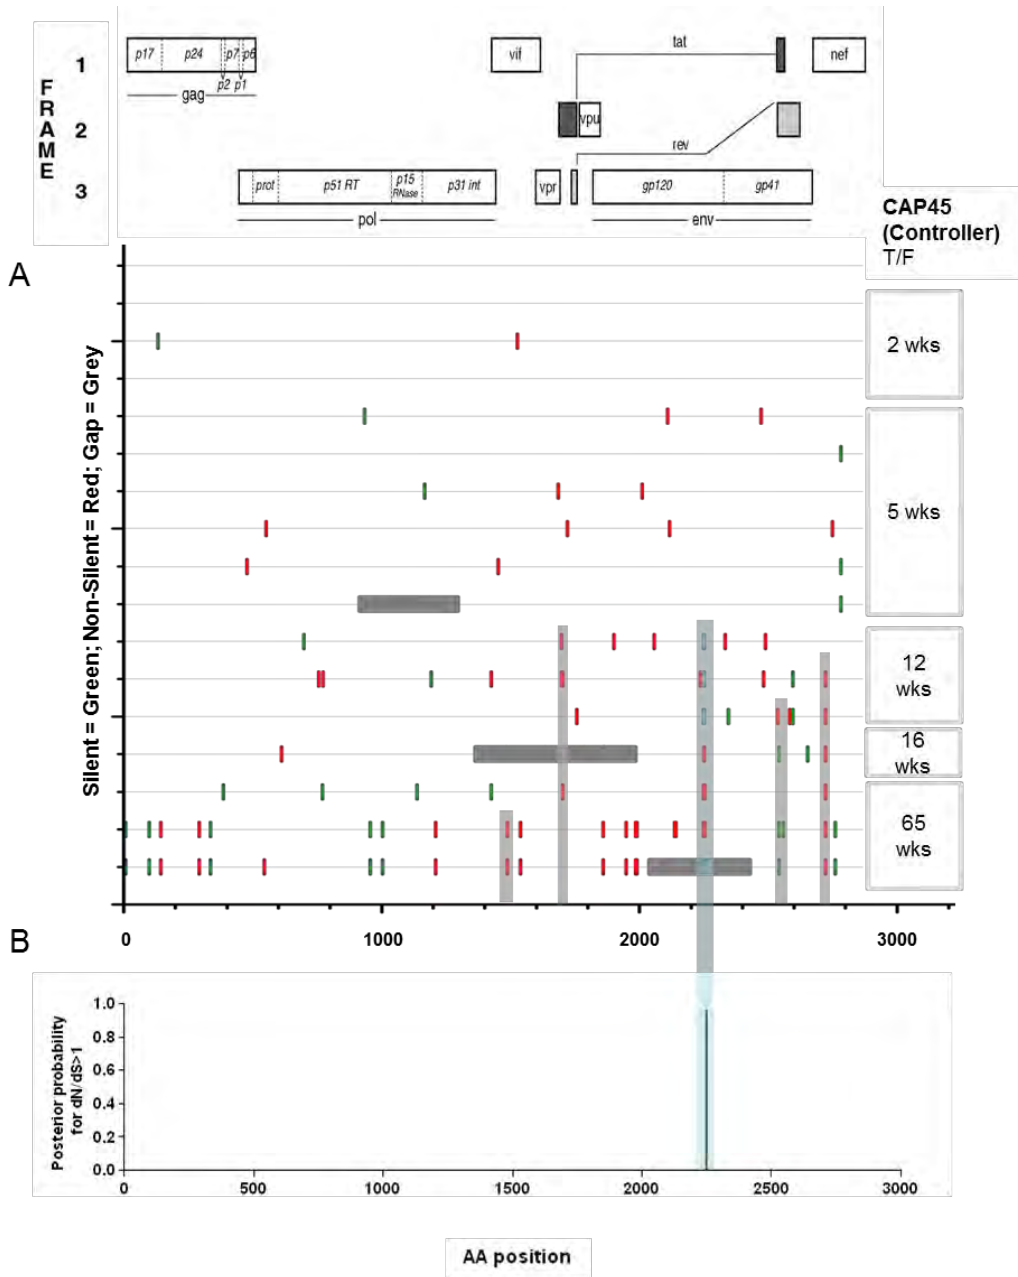 FRAME
1
2
3
p17 p24 p7 p6
p2 p1
gag
vif
tat
nef
vpu
rev
prot p51 RT p15 RNase p31 int
pol
vpr
gp120 gp41
env
CAP45
(Controller)
T/F
A
Silent = Green; Non-Silent = Red; Gap = Grey
2 wks
5 wks
12
wks
16
wks
65
wks
0 1000 2000 3000
B
Posterior probability
for dN/dS>1
1.0
0.8
0.6
0.4
0.2
0.0
0 500 1000 1500 2000 2500 3000
AA position